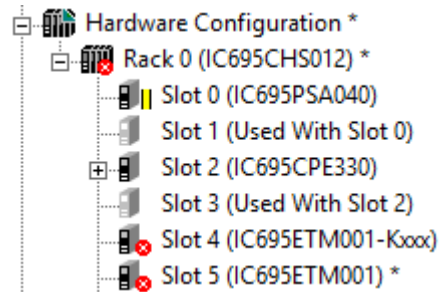 Hardware Configuration *
Rack 0 (IC695CHS012) *
Slot 0 (IC695PSA040)
Slot 1 (Used With Slot 0)
Slot 2 (IC695CPE330)
Slot 3 (Used With Slot 2)
Slot 4 (IC695ETM001-Kxxx)
Slot 5 (IC695ETM001) *